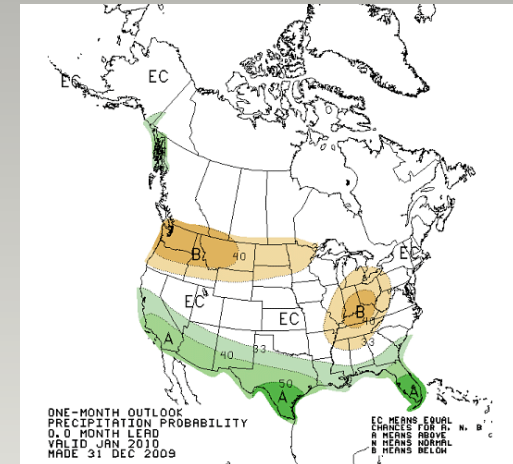 EC
EC
B
40
EC
EC
EC
B
40
A
40
33
33
50
A
A
ONE-MONTH OUTLOOK
PRECIPITATION PROBABILITY
0.0 MONTH LEAD
VALID JAN 2010
MADE 31 DEC 2009
EC MEANS EQUAL
CHANCES FOR A, N, B
A MEANS ABOVE
N MEANS NORMAL
B MEANS BELOW